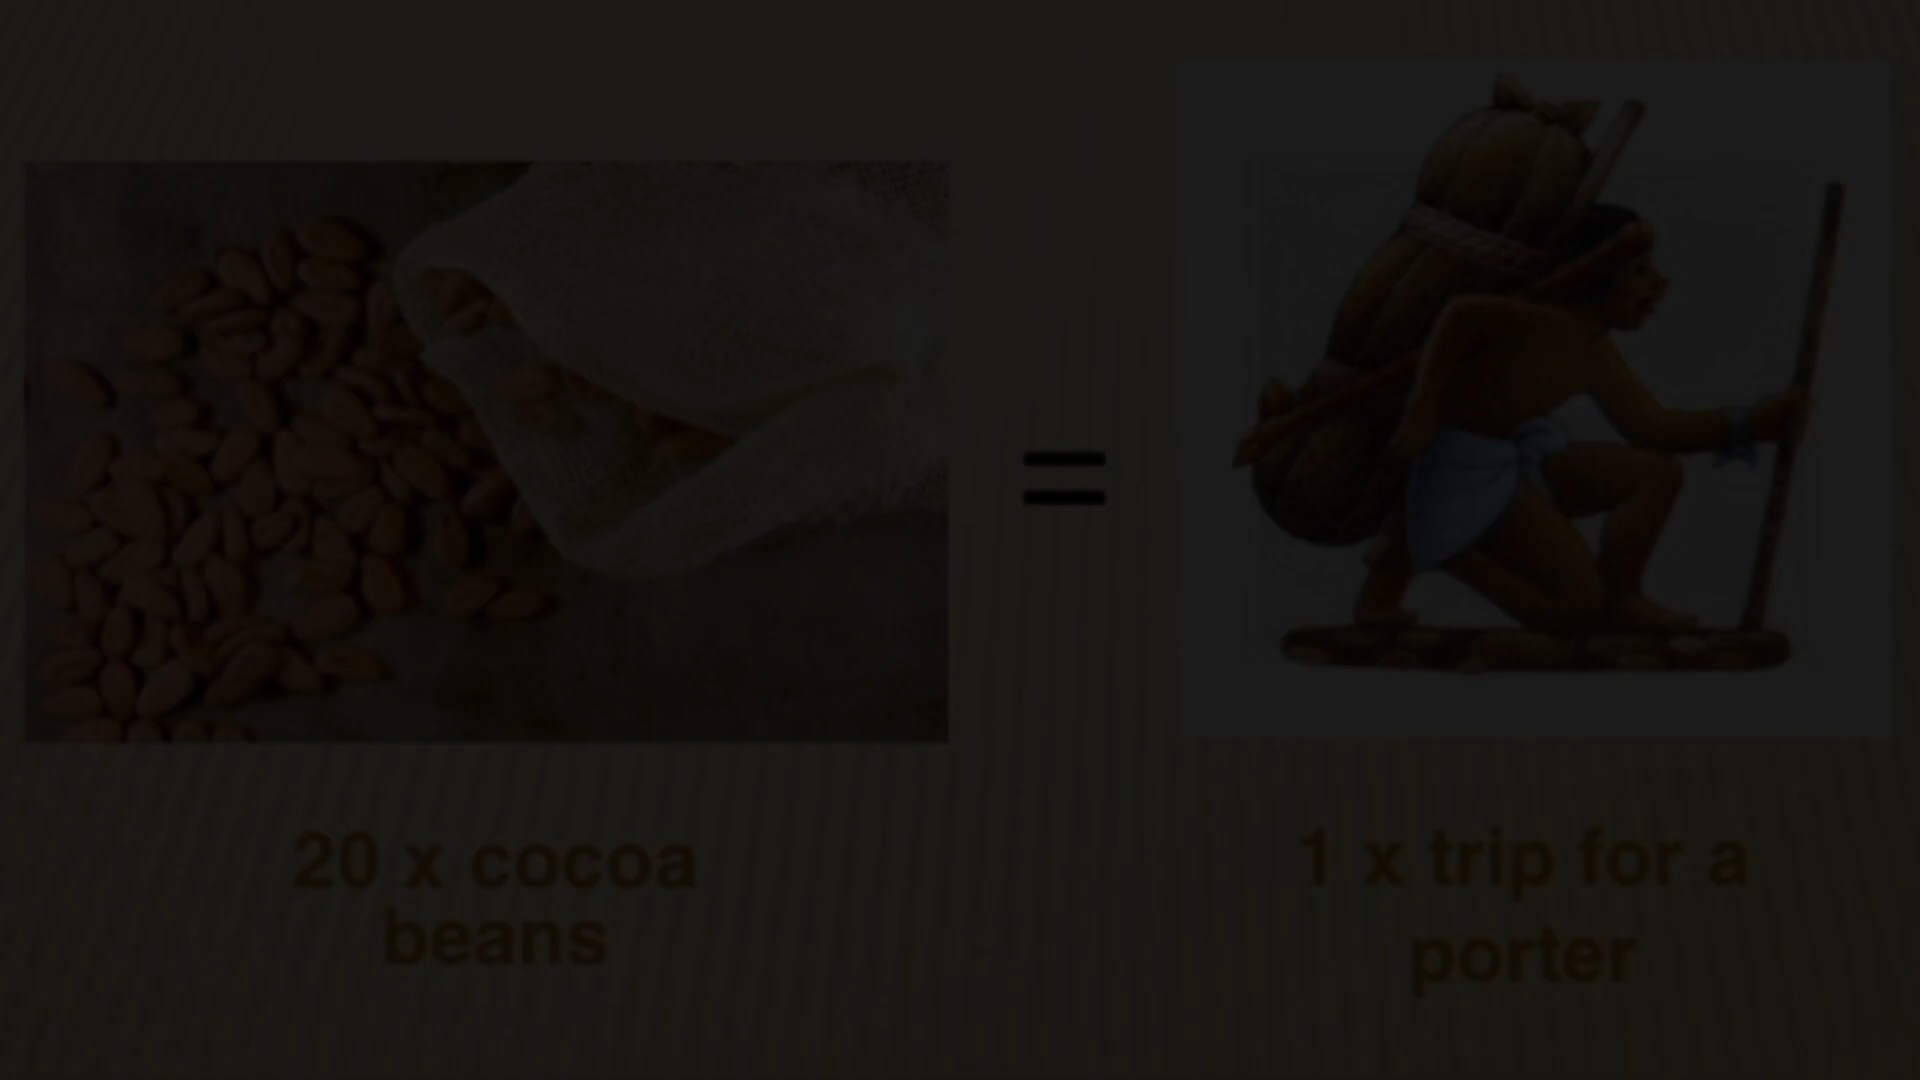 20 x cocoa
beans
=
1 x trip for a
porter